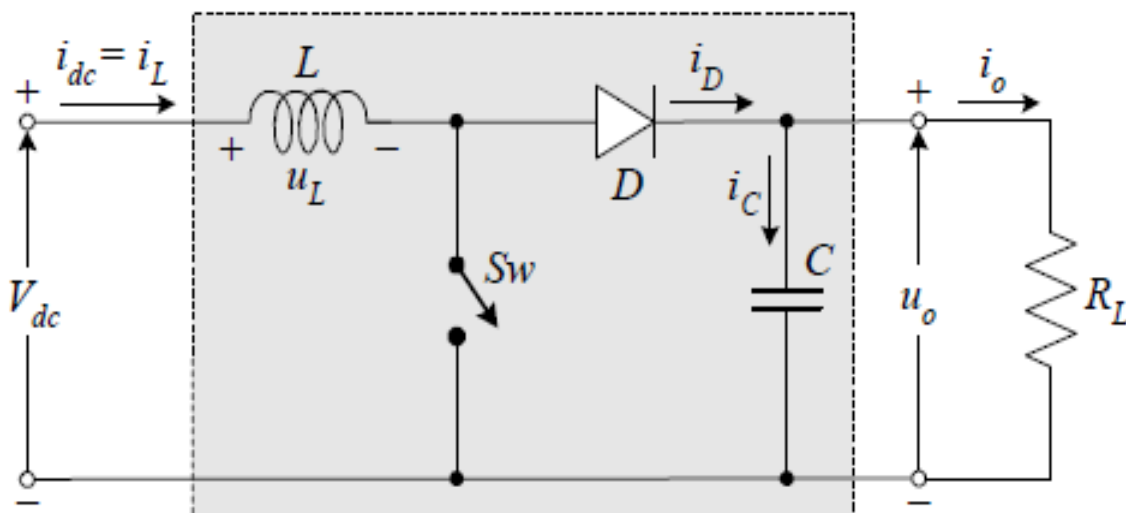 i_dc = i_L
L
i_D
i_o
+
+
+
−
u_L
D
i_C
Sw
C
V_dc
u_o
R_L
−
−